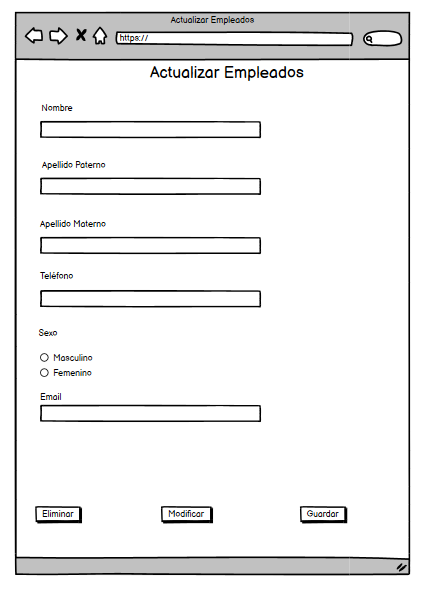 Actualizar Empleados
https://
Actualizar Empleados
Nombre
Apellido Paterno
Apellido Materno
Teléfono
Sexo
Masculino
Femenino
Email
Eliminar Modificar Guardar